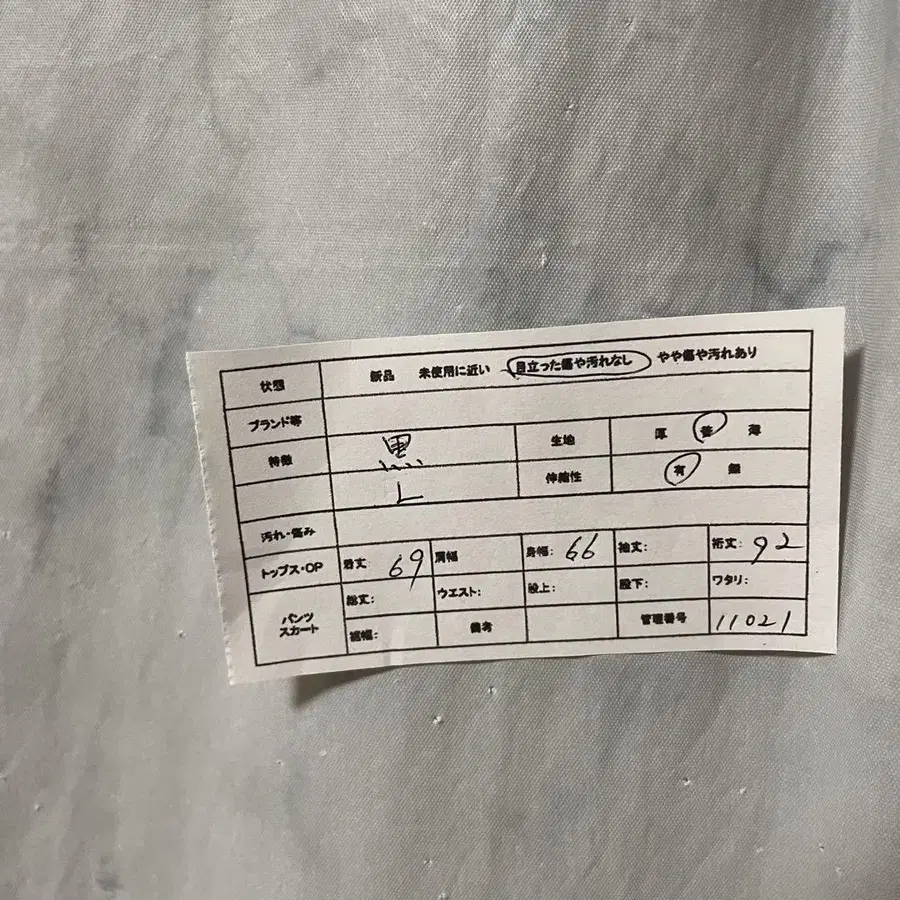 状態 新品 未使用に近い 目立った傷や汚れなし やや傷や汚れあり
ブランド等
特徴 黒 生地 厚 普 薄
L 伸縮性 有 無
汚れ・傷み
トップス・OP 着丈 69 肩幅 身幅: 66 袖丈: 裄丈: 92
パンツ スカート 総丈: ウエスト: 股上: 股下: ワタリ:
裾幅: 備考 管理番号 11021